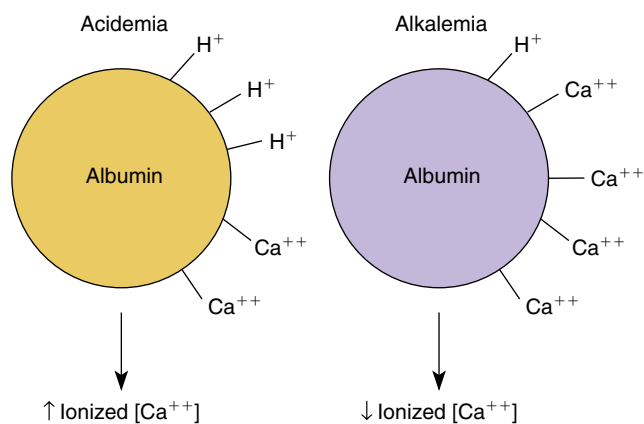 Acidemia
H⁺
H⁺
H⁺
Albumin
Ca⁺⁺
Ca⁺⁺
↑ Ionized [Ca⁺⁺]
Alkalemia
H⁺
Ca⁺⁺
Albumin
Ca⁺⁺
Ca⁺⁺
Ca⁺⁺
↓ Ionized [Ca⁺⁺]